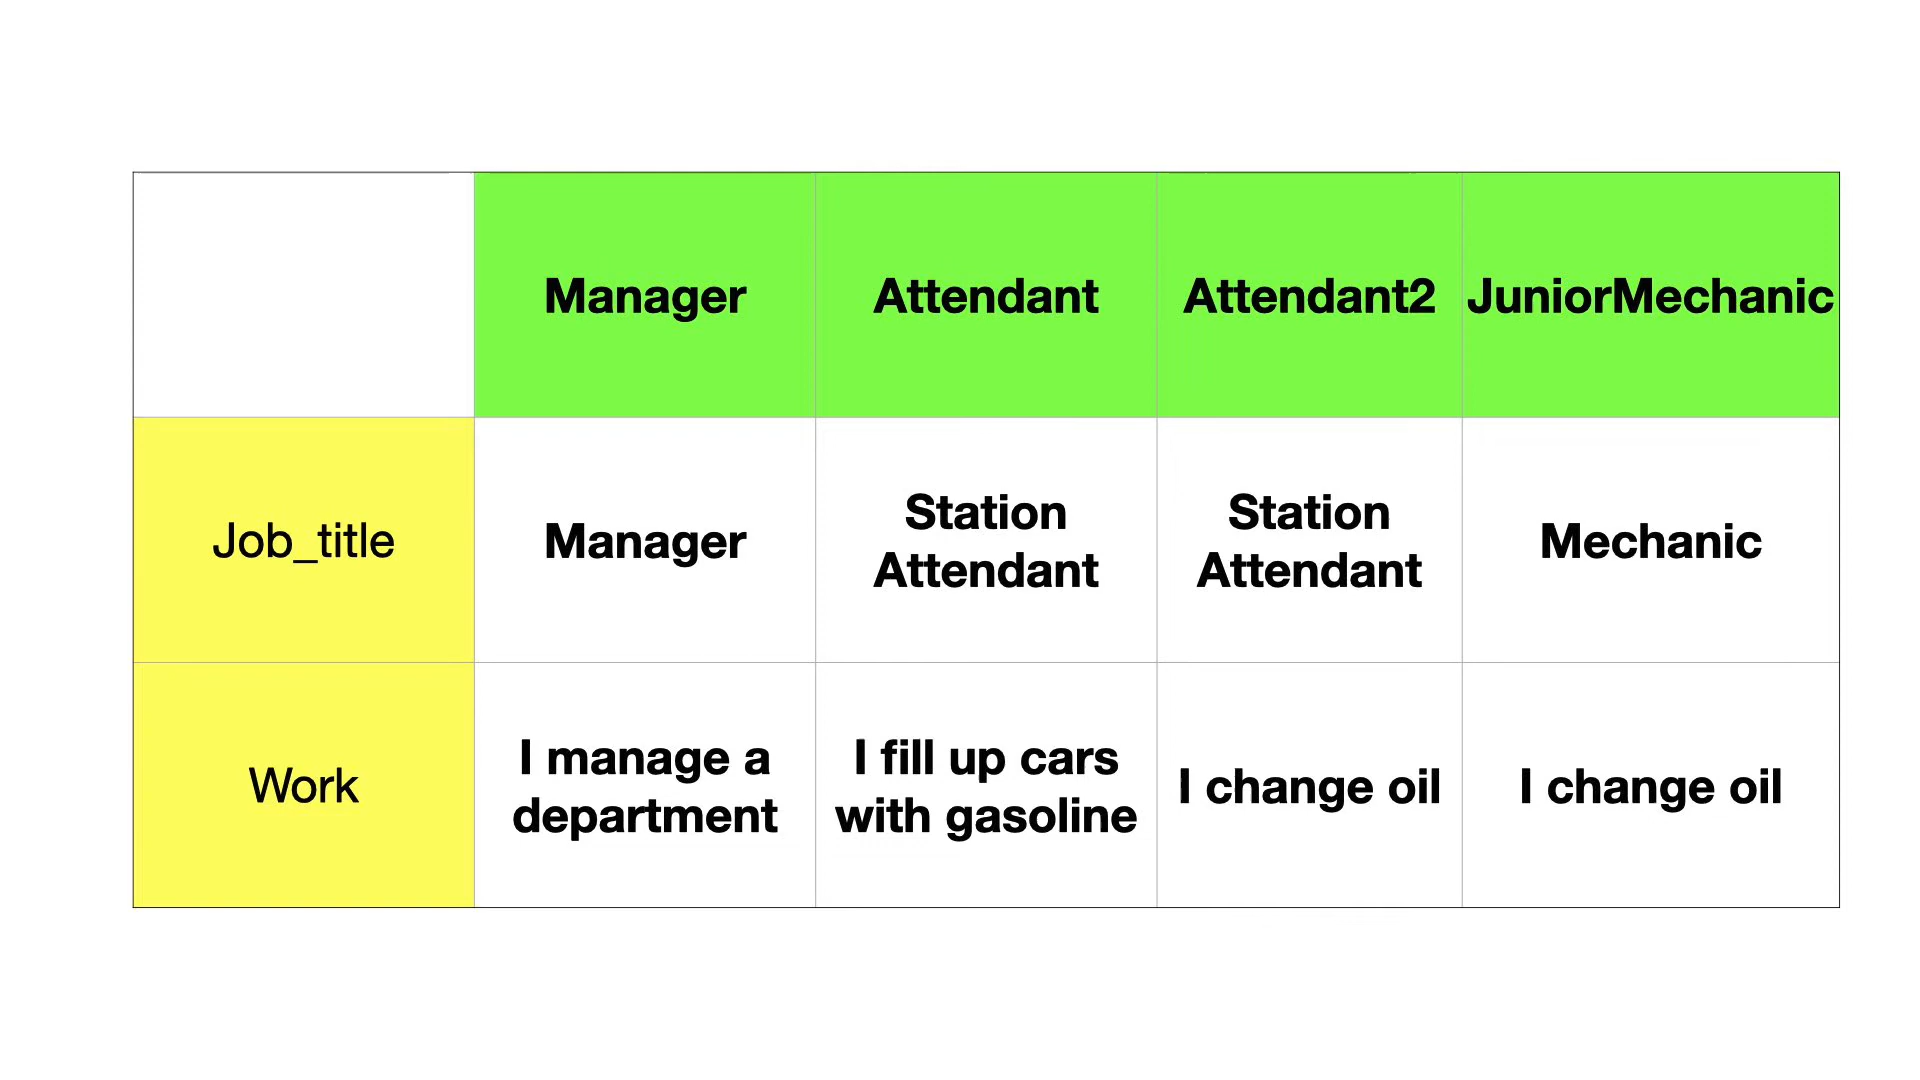 Manager Attendant Attendant2 JuniorMechanic
Job_title Manager Station Attendant Station Attendant Mechanic
Work I manage a department I fill up cars with gasoline I change oil I change oil